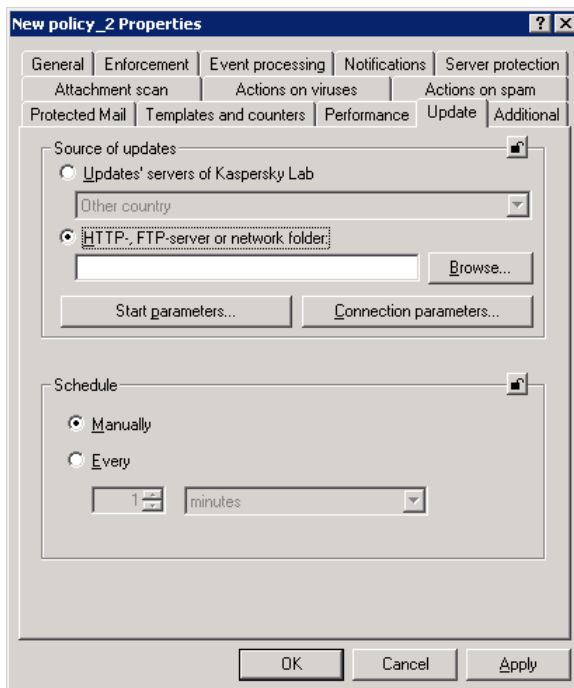 New policy_2 Properties
General Enforcement Event processing Notifications Server protection
Attachment scan Actions on viruses Actions on spam
Protected Mail Templates and counters Performance Update Additional
Source of updates
Updates' servers of Kaspersky Lab
Other country
HTTP-, FTP-server or network folder:
Browse...
Start parameters... Connection parameters...
Schedule
Manually
Every
1 minutes
OK Cancel Apply